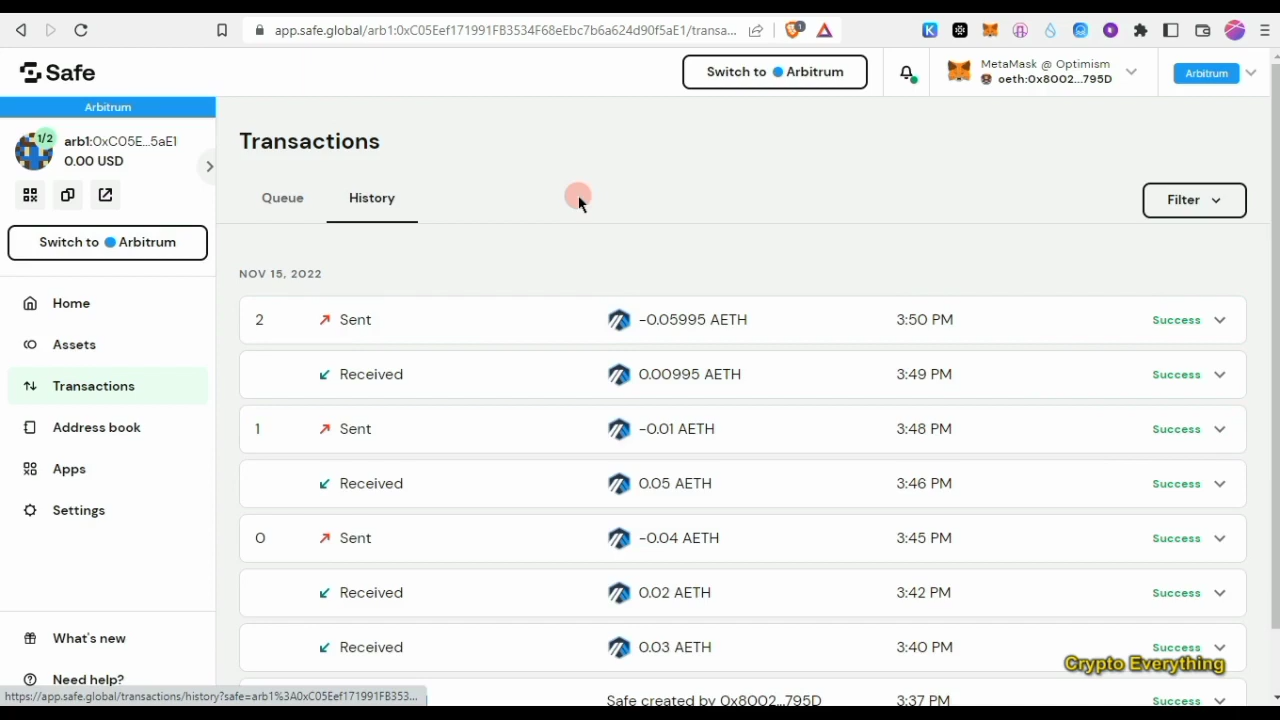 app.safe.global/arb1:0xC05Eef171991FB3534F68eEbc7b6a624d90f5aE1/transa...
1
Safe
Switch to Arbitrum
MetaMask @ Optimism
oeth:0x8002...795D
Arbitrum
Arbitrum
1/2
arb1:0xC05E...5aE1
0.00 USD
Switch to Arbitrum
Home
Assets
Transactions
Address book
Apps
Settings
What's new
Need help?
Transactions
Queue
History
Filter
NOV 15, 2022
2 Sent -0.05995 AETH 3:50 PM Success
Received 0.00995 AETH 3:49 PM Success
1 Sent -0.01 AETH 3:48 PM Success
Received 0.05 AETH 3:46 PM Success
0 Sent -0.04 AETH 3:45 PM Success
Received 0.02 AETH 3:42 PM Success
Received 0.03 AETH 3:40 PM Success
Crypto Everything
Safe created by 0x8002...795D 3:37 PM Success
https://app.safe.global/transactions/history?safe=arb1%3A0xC05Eef171991FB353...